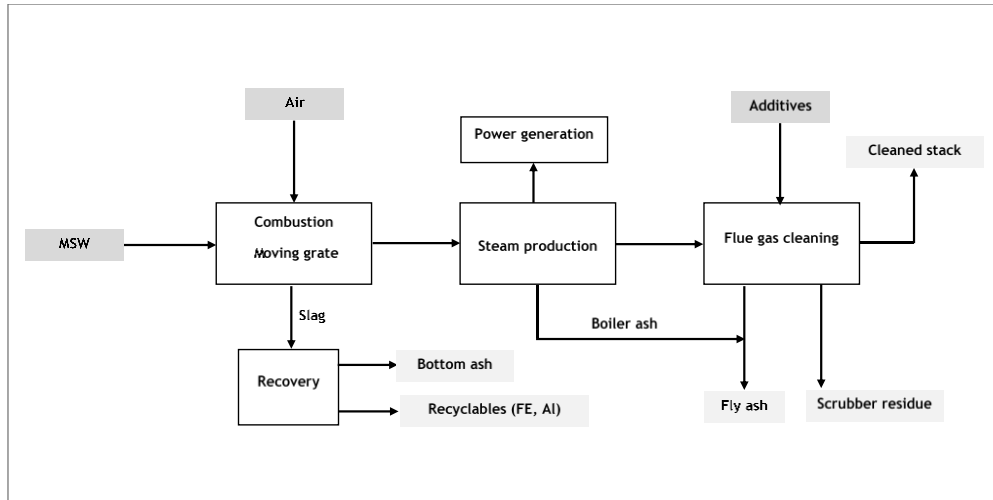 Air
Additives
Power generation
Cleaned stack
Combustion
Moving grate
MSW
Steam production
Flue gas cleaning
Slag
Boiler ash
Recovery
Bottom ash
Recyclables (FE, Al)
Fly ash
Scrubber residue